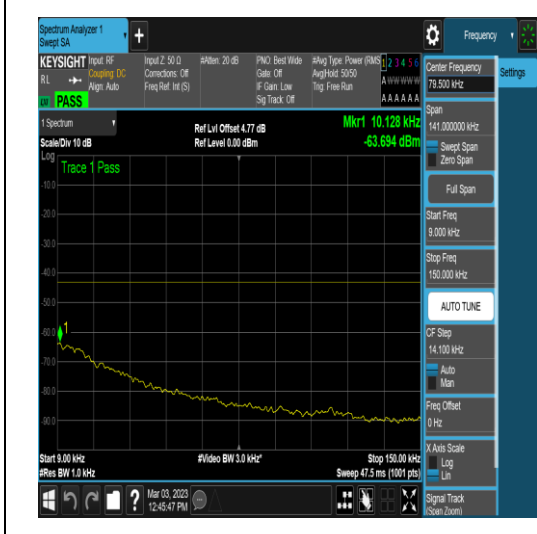 Spectrum Analyzer 1
Swept SA
Frequency
KEYSIGHT
RL
PASS
Input: RF
Coupling: DC
Align: Auto
Input Z: 50 Ω
Corrections: Off
Freq Ref: Int (S)
#Atten: 20 dB
PNO: Best Wide
Gate: Off
IF Gain: Low
Sig Track: Off
#Avg Type: Power (RMS
Avg|Hold: 50/50
Trig: Free Run
1 2 3 4 5 6
A W W W W W
A A A A A A
1 Spectrum
Scale/Div 10 dB
Ref Lvl Offset 4.77 dB
Ref Level 0.00 dBm
Mkr1 10.128 kHz
-63.694 dBm
Log
Trace 1 Pass
-10.0
-20.0
-30.0
-40.0
-50.0
-60.0
1
-70.0
-80.0
-90.0
Start 9.00 kHz
#Res BW 1.0 kHz
#Video BW 3.0 kHz*
Stop 150.00 kHz
Sweep 47.5 ms (1001 pts)
?
Mar 03, 2023
12:45:47 PM
Center Frequency
79.500 kHz
Settings
Span
141.000000 kHz
Swept Span
Zero Span
Full Span
Start Freq
9.000 kHz
Stop Freq
150.000 kHz
AUTO TUNE
CF Step
14.100 kHz
Auto
Man
Freq Offset
0 Hz
X Axis Scale
Log
Lin
Signal Track
(Span Zoom)